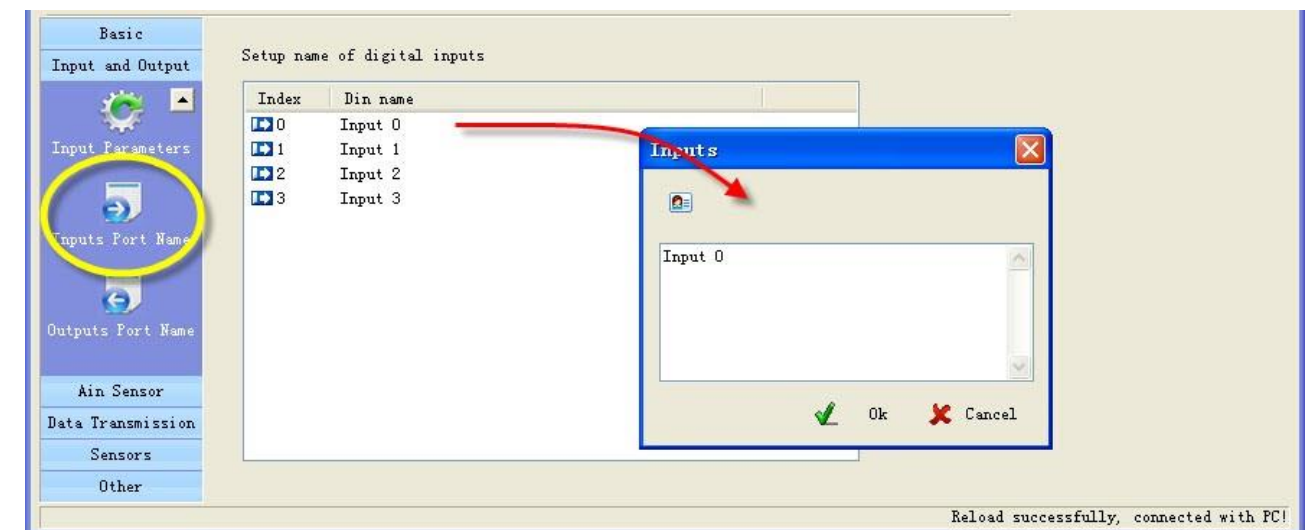 Basic
Input and Output
Input Parameters
Inputs Port Name
Outputs Port Name
Ain Sensor
Data Transmission
Sensors
Other
Setup name of digital inputs
Index Din name
0 Input 0
1 Input 1
2 Input 2
3 Input 3
Inputs
Input 0
Ok Cancel
Reload successfully, connected with PC!